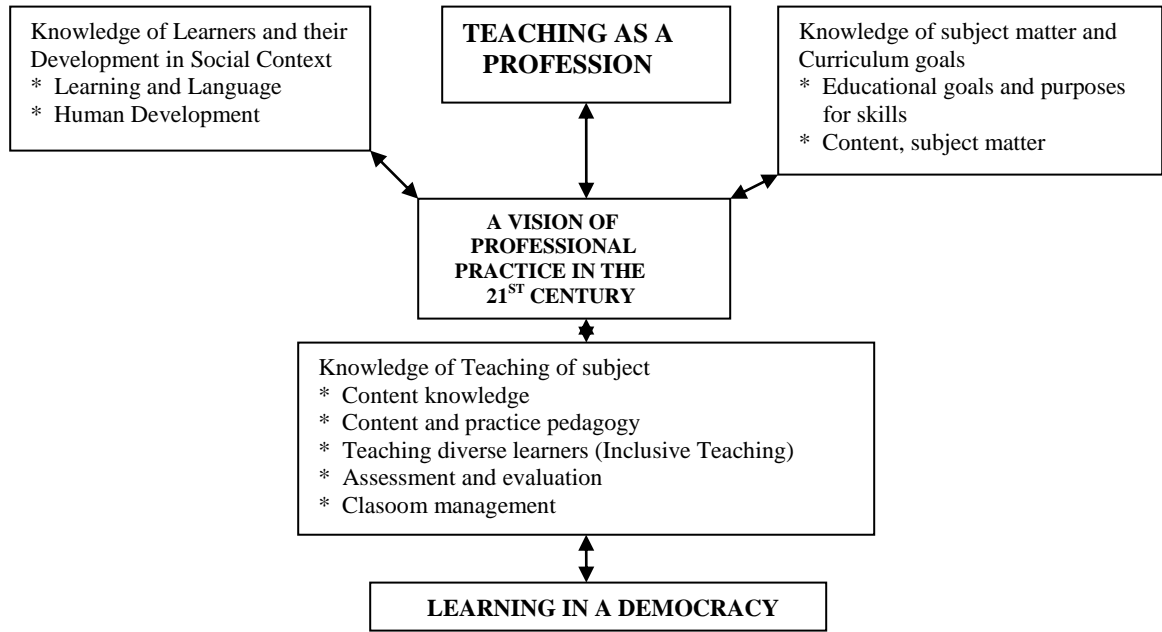 Knowledge of Learners and their
Development in Social Context
* Learning and Language
* Human Development
TEACHING AS A
PROFESSION
Knowledge of subject matter and
Curriculum goals
* Educational goals and purposes
for skills
* Content, subject matter
A VISION OF
PROFESSIONAL
PRACTICE IN THE
21ST CENTURY
Knowledge of Teaching of subject
* Content knowledge
* Content and practice pedagogy
* Teaching diverse learners (Inclusive Teaching)
* Assessment and evaluation
* Clasoom management
LEARNING IN A DEMOCRACY